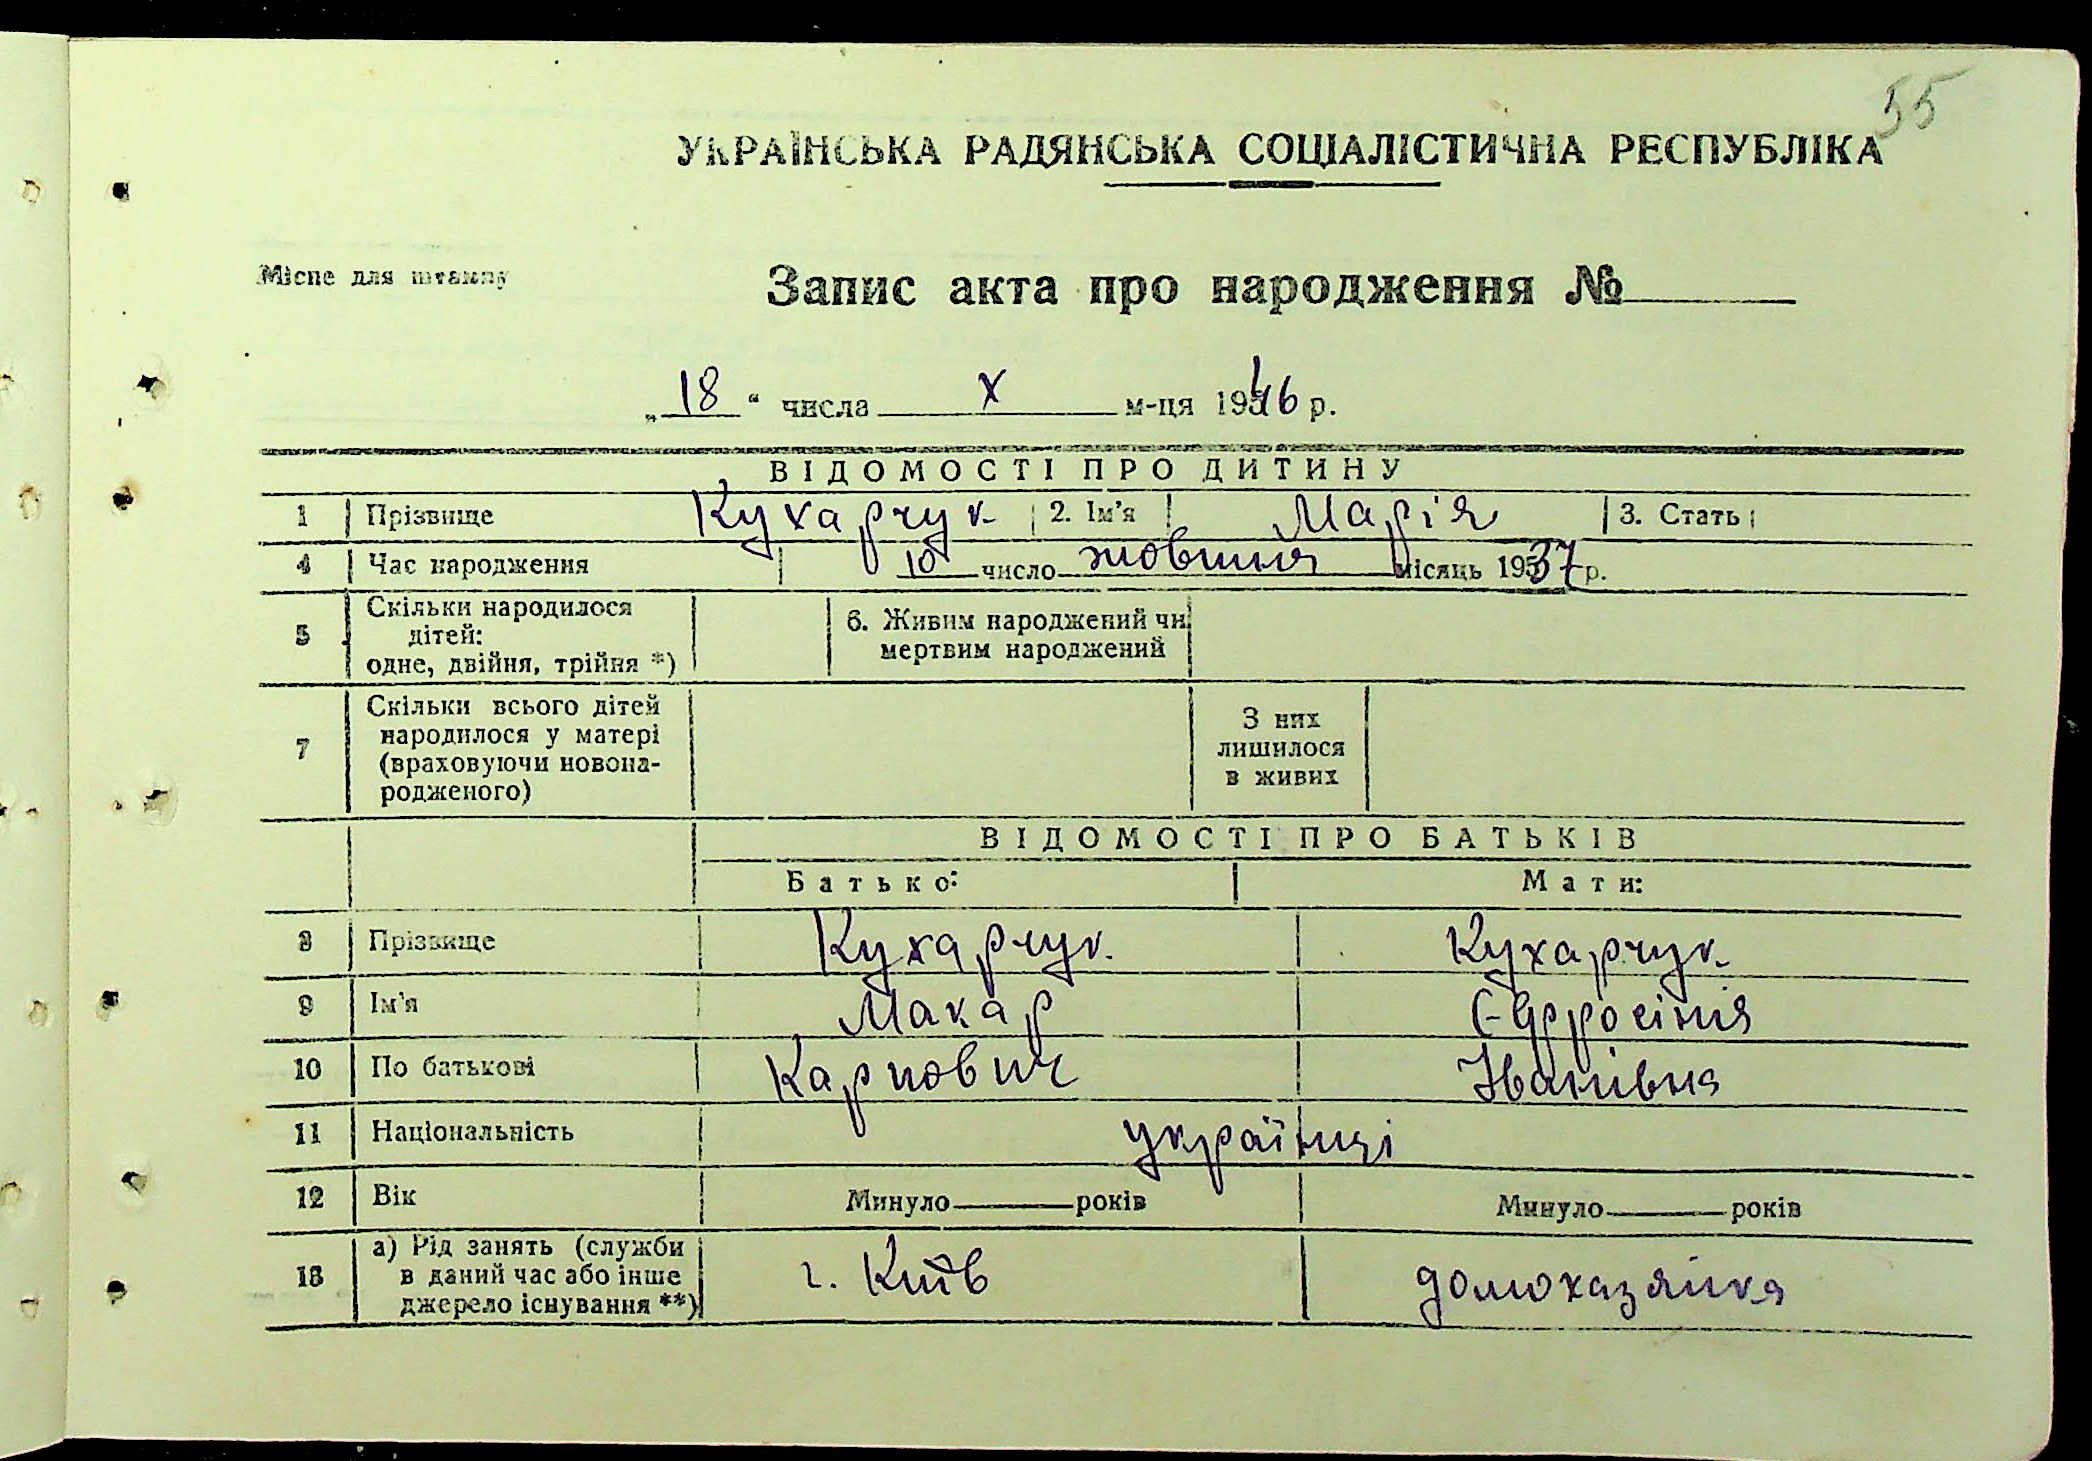 55
УКРАЇНСЬКА РАДЯНСЬКА СОЦІАЛІСТИЧНА РЕСПУБЛІКА
Місце для штампу
Запис акта про народження №
„ 18 “ числа X м-ця 1946 р.
ВІДОМОСТІ ПРО ДИТИНУ
1 Прізвище Кухарчук 2. Ім'я Марія 3. Стать
4 Час народження 10 число жовтня місяць 1937 р.
5 Скільки народилося дітей: одне, двійня, трійня *) 6. Живим народжений чи мертвим народжений
7 Скільки всього дітей народилося у матері (враховуючи новонародженого) З них лишилося в живих
ВІДОМОСТІ ПРО БАТЬКІВ
Батько: Мати:
8 Прізвище Кухарчук Кухарчук
9 Ім'я Макар Єфросінія
10 По батькові Карпович Іванівна
11 Національність українці
12 Вік Минуло років Минуло років
13 а) Рід занять (служби в даний час або інше джерело існування **) г. Київ домохазяйка